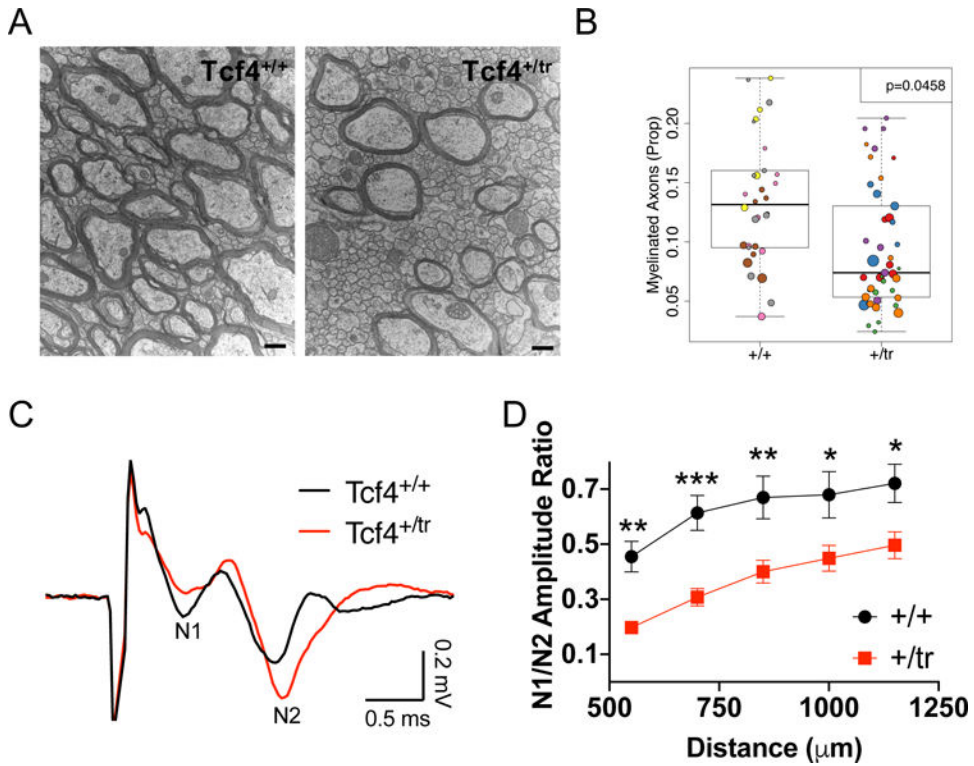 A
Tcf4+/+
Tcf4+/tr
B
p=0.0458
Myelinated Axons (Prop)
0.20
0.15
0.10
0.05
+/+
+/tr
C
Tcf4+/+
Tcf4+/tr
N1
N2
0.2 mV
0.5 ms
D
N1/N2 Amplitude Ratio
0.7
0.5
0.3
0.1
**
***
**
*
*
+/+
+/tr
500
750
1000
1250
Distance (μm)